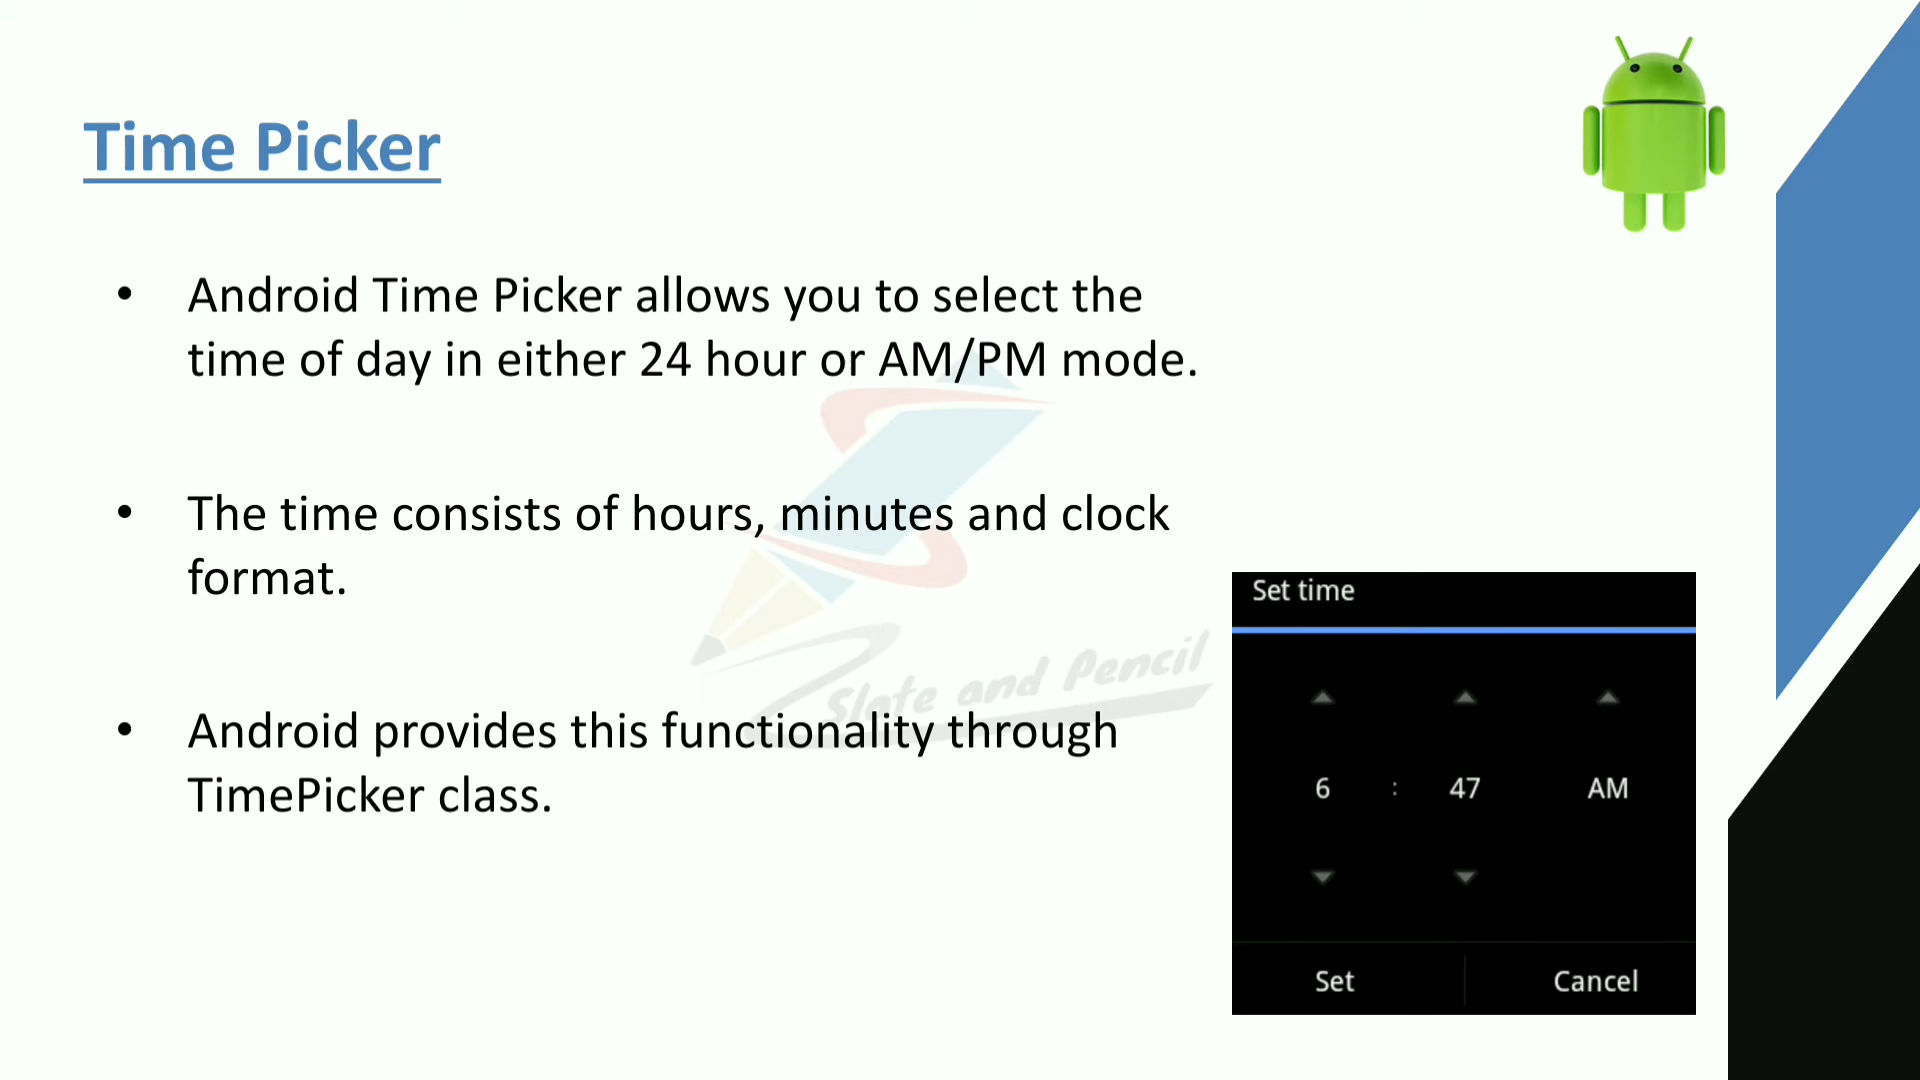 Time Picker
• Android Time Picker allows you to select the
time of day in either 24 hour or AM/PM mode.
• The time consists of hours, minutes and clock
format.
• Android provides this functionality through
TimePicker class.
Slate and Pencil
Set time
6 : 47 AM
Set Cancel